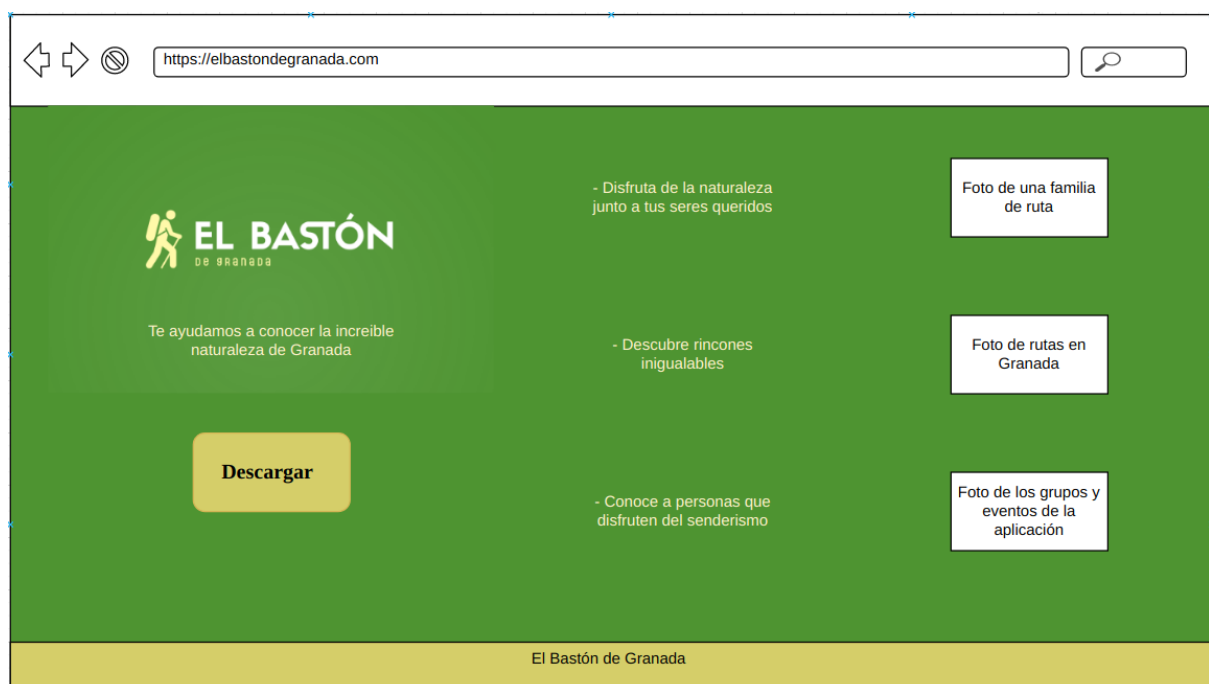 https://elbastondegranada.com
EL BASTÓN
DE GRANADA
Te ayudamos a conocer la increible
naturaleza de Granada
Descargar
- Disfruta de la naturaleza
junto a tus seres queridos
Foto de una familia
de ruta
- Descubre rincones
inigualables
Foto de rutas en
Granada
- Conoce a personas que
disfruten del senderismo
Foto de los grupos y
eventos de la
aplicación
El Bastón de Granada